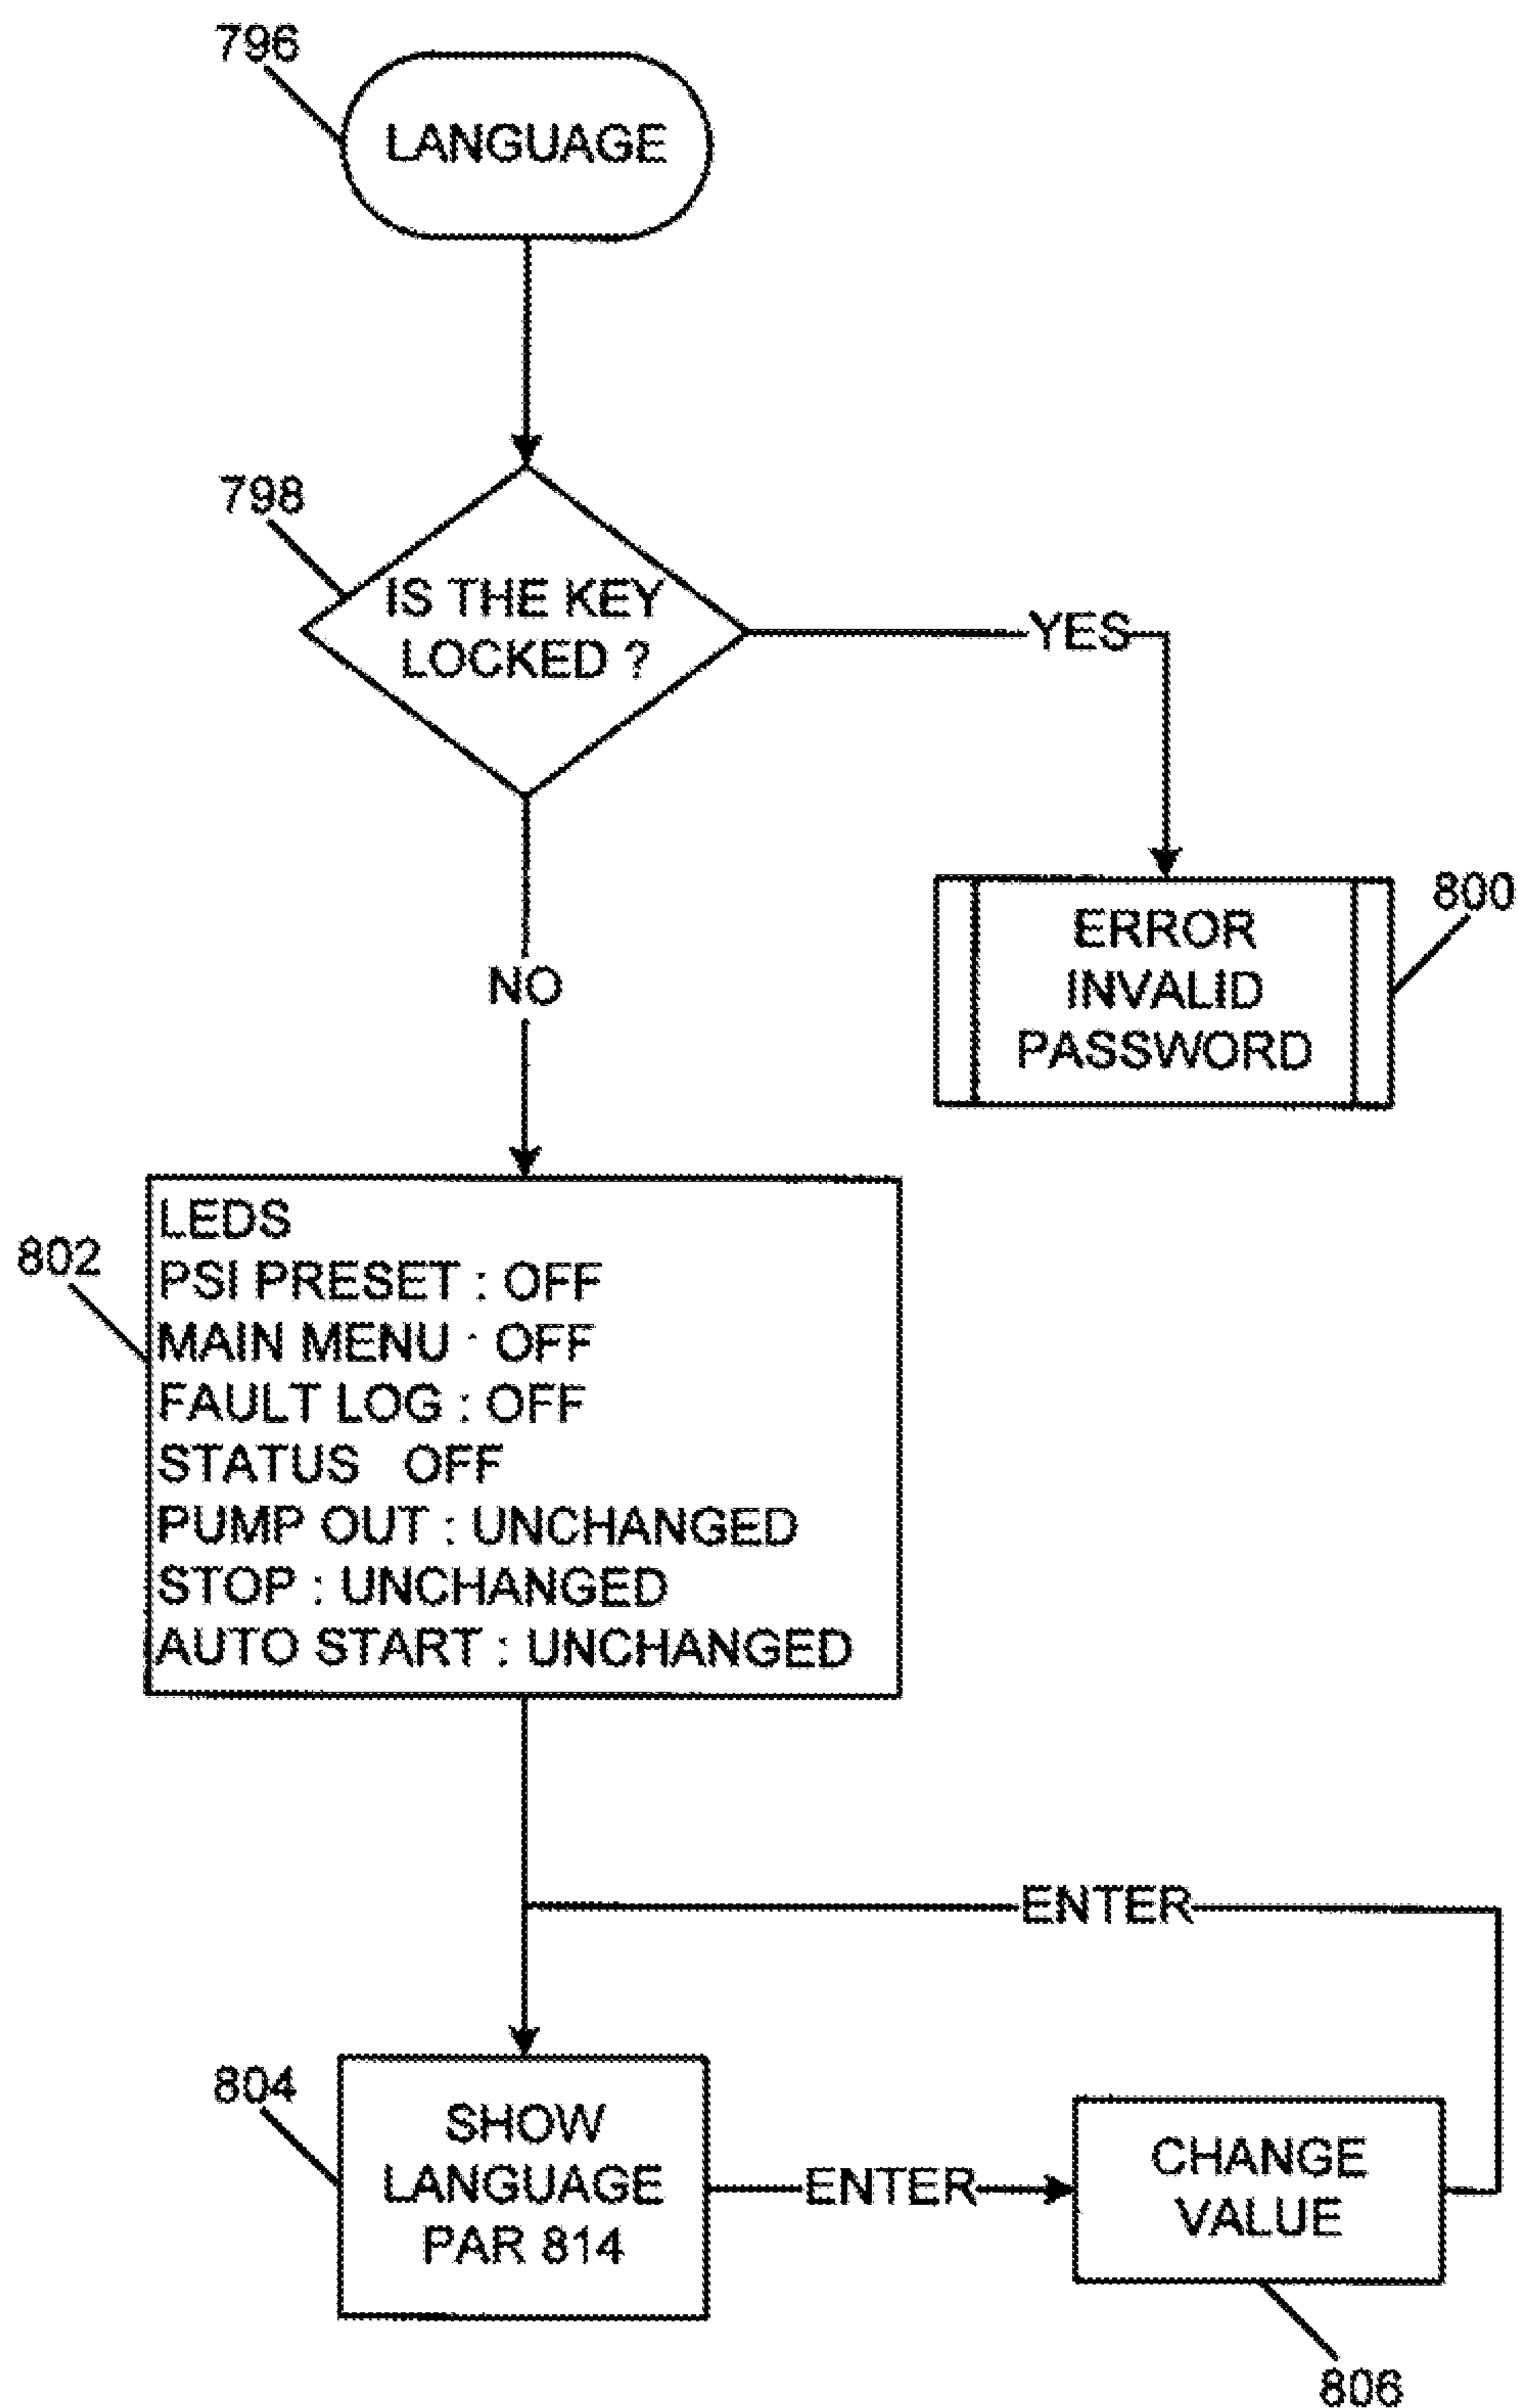 796
LANGUAGE
798
IS THE KEY
LOCKED ?
YES
800
ERROR
INVALID
PASSWORD
NO
802
LEDS
PSI PRESET : OFF
MAIN MENU · OFF
FAULT LOG : OFF
STATUS OFF
PUMP OUT : UNCHANGED
STOP : UNCHANGED
AUTO START : UNCHANGED
ENTER
804
SHOW
LANGUAGE
PAR 814
ENTER
CHANGE
VALUE
806